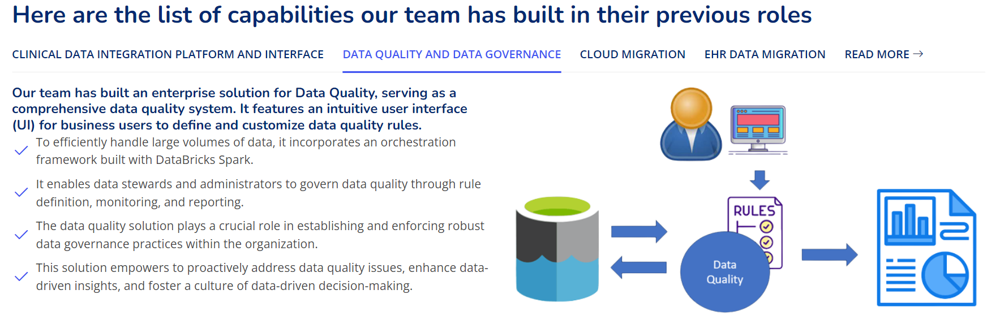 Here are the list of capabilities our team has built in their previous roles
CLINICAL DATA INTEGRATION PLATFORM AND INTERFACE
DATA QUALITY AND DATA GOVERNANCE
CLOUD MIGRATION
EHR DATA MIGRATION
READ MORE →
Our team has built an enterprise solution for Data Quality, serving as a
comprehensive data quality system. It features an intuitive user interface
(UI) for business users to define and customize data quality rules.
To efficiently handle large volumes of data, it incorporates an orchestration
framework built with DataBricks Spark.
It enables data stewards and administrators to govern data quality through rule
definition, monitoring, and reporting.
The data quality solution plays a crucial role in establishing and enforcing robust
data governance practices within the organization.
This solution empowers to proactively address data quality issues, enhance data-
driven insights, and foster a culture of data-driven decision-making.
RULES
Data
Quality